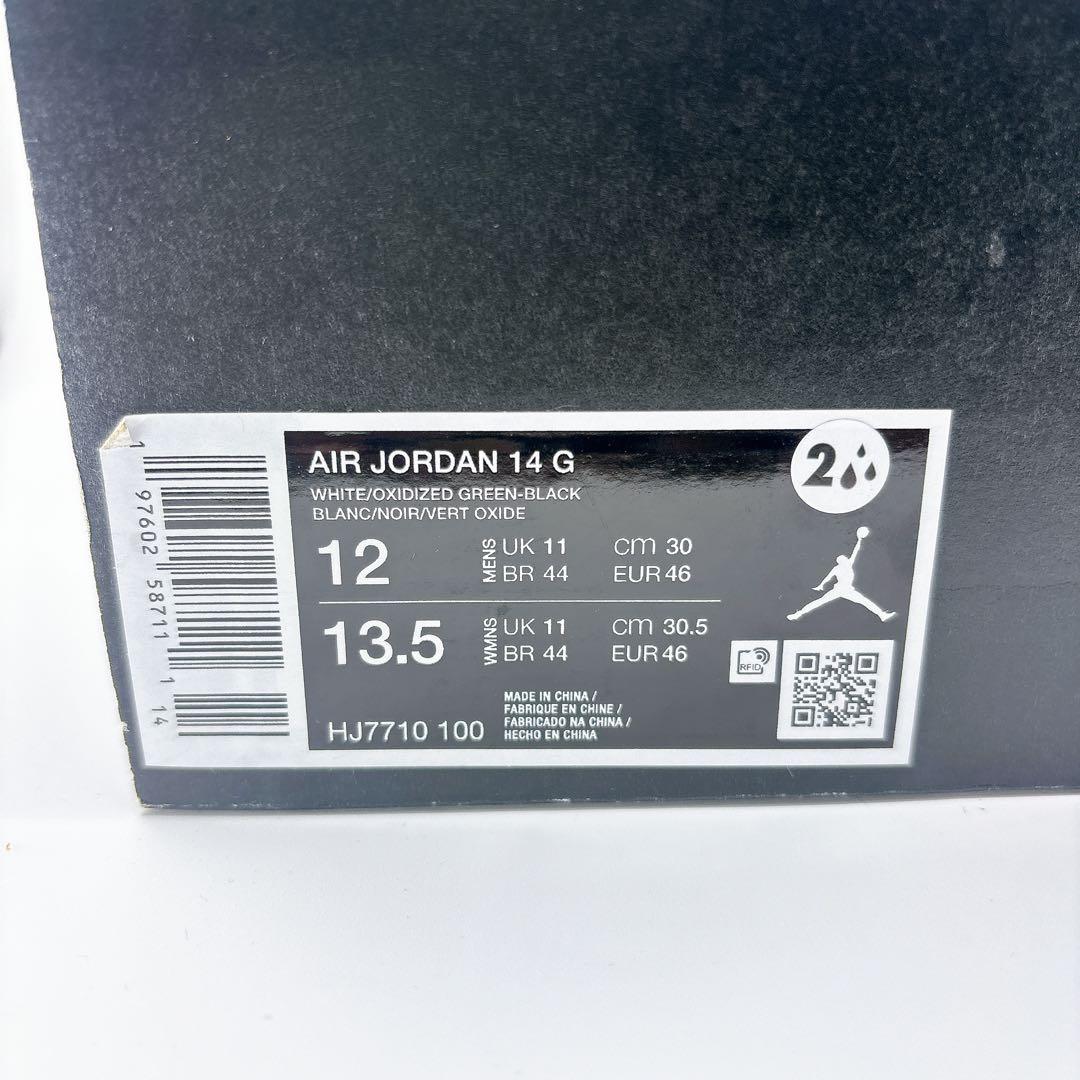 AIR JORDAN 14 G
WHITE/OXIDIZED GREEN-BLACK
BLANC/NOIR/VERT OXIDE
12 MENS UK 11 cm 30
BR 44 EUR 46
13.5 WMNS UK 11 cm 30.5
BR 44 EUR 46
HJ7710 100
MADE IN CHINA /
FABRIQUE EN CHINE /
FABRICADO NA CHINA /
HECHO EN CHINA
2
RFID
1 97602 58711 1 14